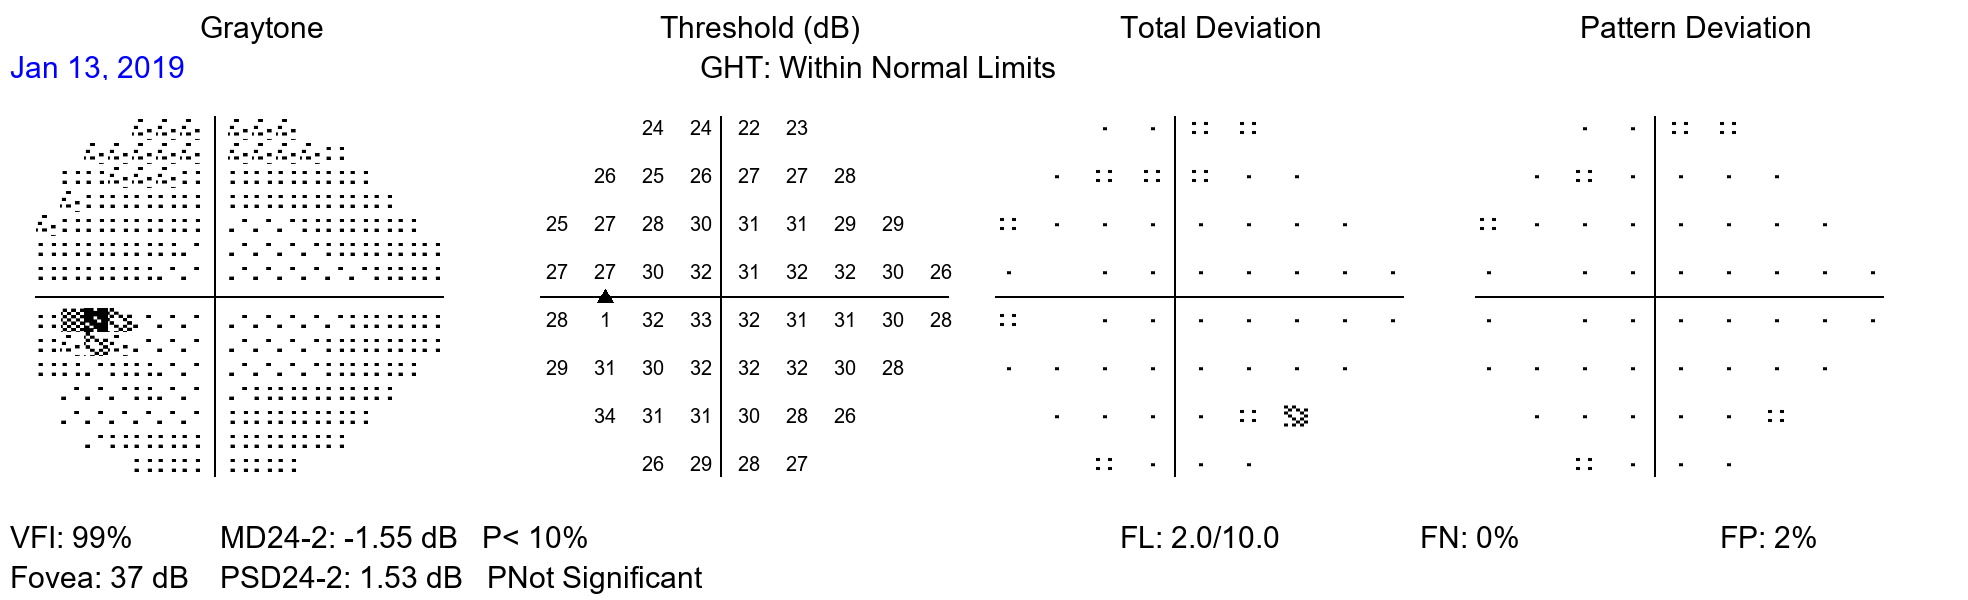 Graytone Threshold (dB) Total Deviation Pattern Deviation
Jan 13, 2019 GHT: Within Normal Limits
24 24 22 23
26 25 26 27 27 28
25 27 28 30 31 31 29 29
27 27 30 32 31 32 32 30 26
28 1 32 33 32 31 31 30 28
29 31 30 32 32 32 30 28
34 31 31 30 28 26
26 29 28 27
VFI: 99% MD24-2: -1.55 dB P< 10% FL: 2.0/10.0 FN: 0% FP: 2%
Fovea: 37 dB PSD24-2: 1.53 dB PNot Significant